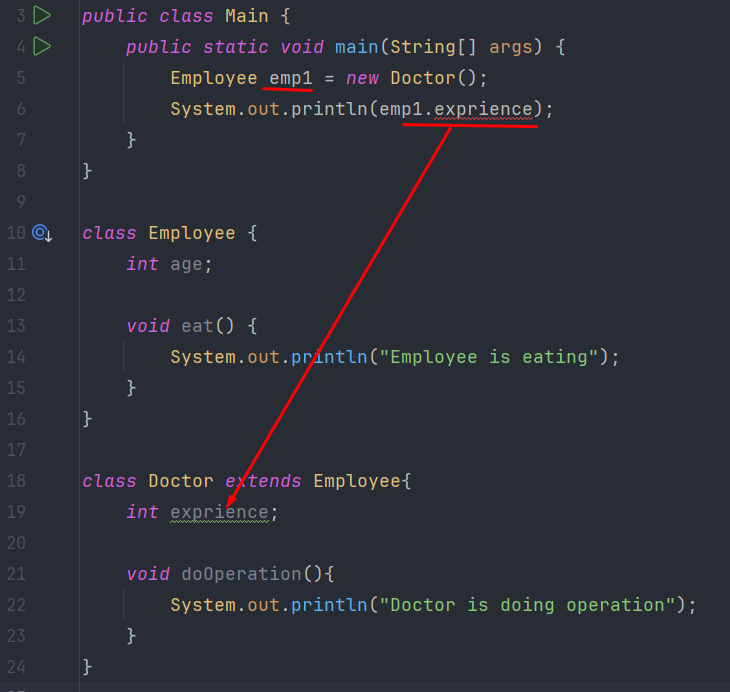 3 public class Main {
4 public static void main(String[] args) {
5 Employee emp1 = new Doctor();
6 System.out.println(emp1.exprience);
7 }
8 }
9
10 class Employee {
11 int age;
12
13 void eat() {
14 System.out.println("Employee is eating");
15 }
16 }
17
18 class Doctor extends Employee{
19 int exprience;
20
21 void doOperation(){
22 System.out.println("Doctor is doing operation");
23 }
24 }